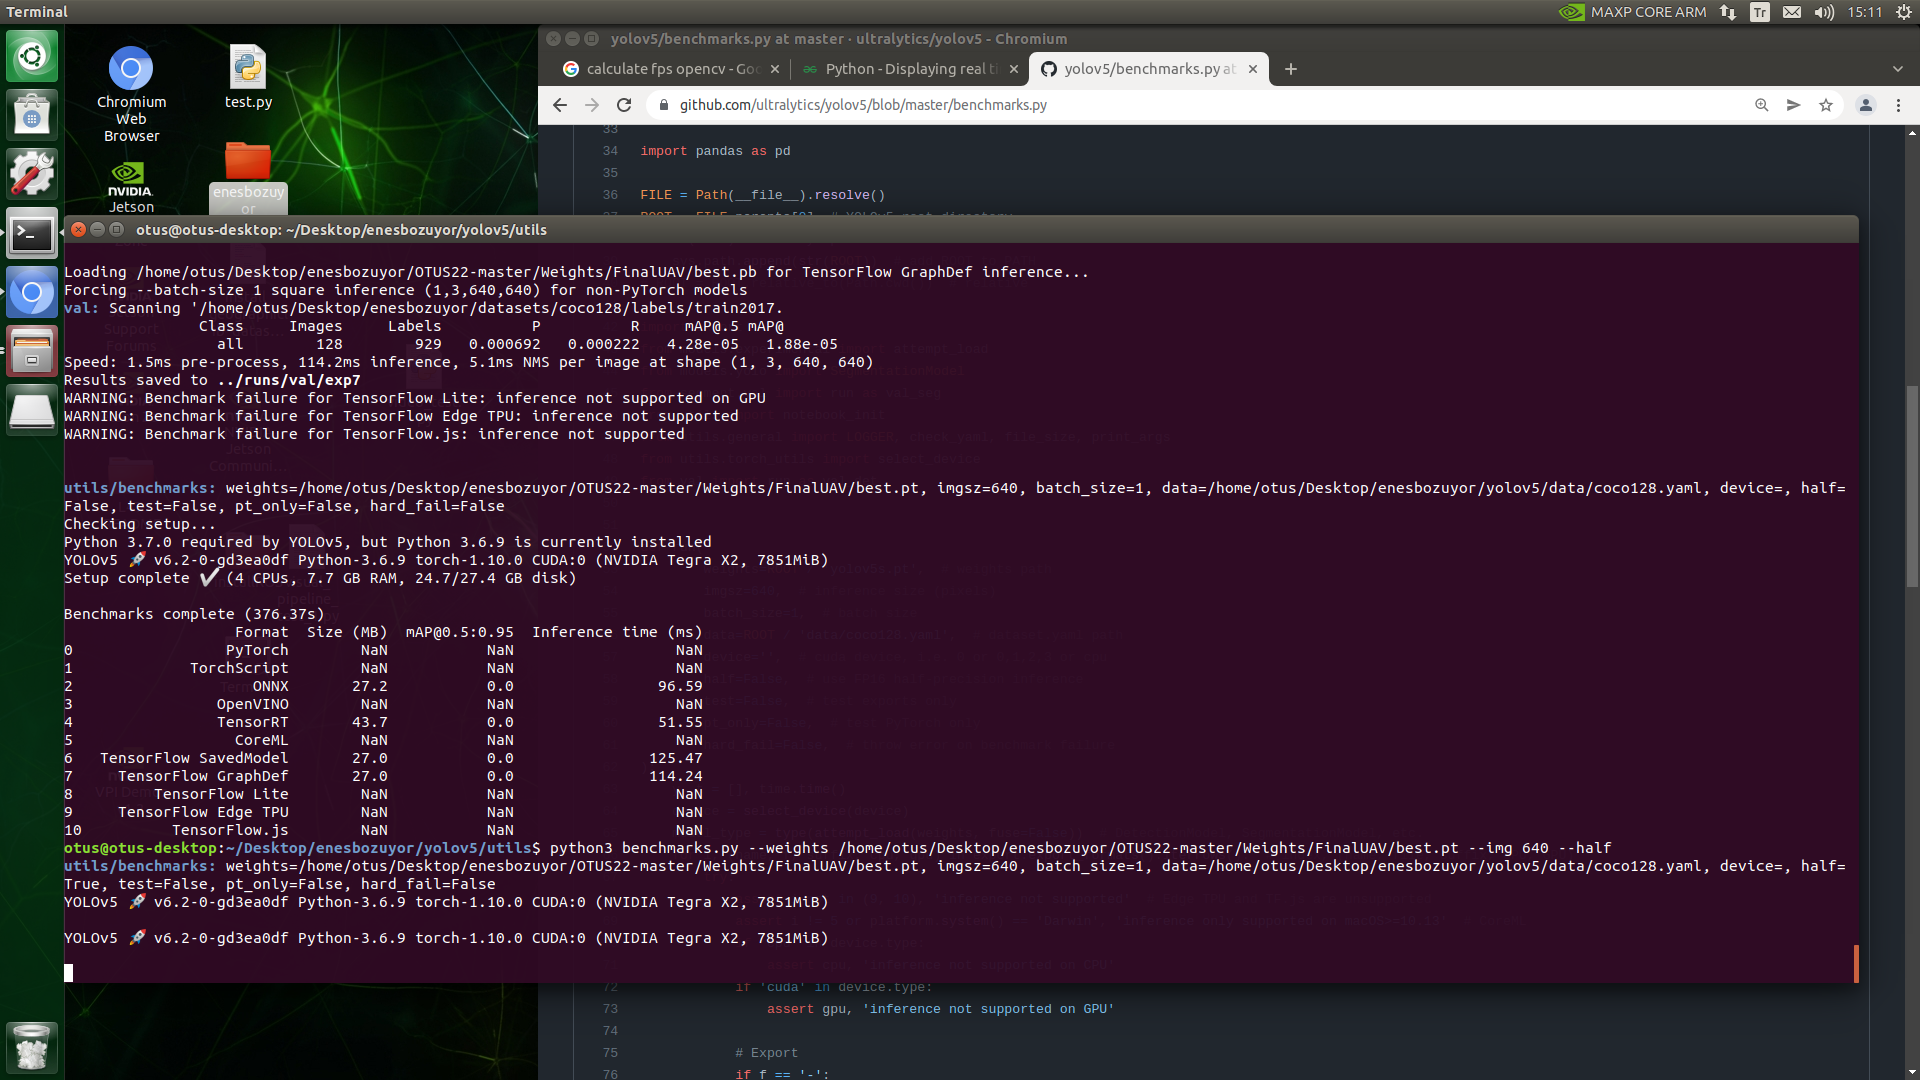 Terminal
MAXP CORE ARM
Tr
15:11
Chromium
Web
Browser
test.py
NVIDIA
Jetson
enesbozuy
or
yolov5/benchmarks.py at master · ultralytics/yolov5 - Chromium
calculate fps opencv - Goo
Python - Displaying real ti
yolov5/benchmarks.py at
github.com/ultralytics/yolov5/blob/master/benchmarks.py
33
34 import pandas as pd
35
36 FILE = Path(__file__).resolve()
otus@otus-desktop: ~/Desktop/enesbozuyor/yolov5/utils
Loading /home/otus/Desktop/enesbozuyor/OTUS22-master/Weights/FinalUAV/best.pb for TensorFlow GraphDef inference...
Forcing --batch-size 1 square inference (1,3,640,640) for non-PyTorch models
val: Scanning '/home/otus/Desktop/enesbozuyor/datasets/coco128/labels/train2017.
Class Images Labels P R mAP@.5 mAP@
all 128 929 0.000692 0.000222 4.28e-05 1.88e-05
Speed: 1.5ms pre-process, 114.2ms inference, 5.1ms NMS per image at shape (1, 3, 640, 640)
Results saved to ../runs/val/exp7
WARNING: Benchmark failure for TensorFlow Lite: inference not supported on GPU
WARNING: Benchmark failure for TensorFlow Edge TPU: inference not supported
WARNING: Benchmark failure for TensorFlow.js: inference not supported
utils/benchmarks: weights=/home/otus/Desktop/enesbozuyor/OTUS22-master/Weights/FinalUAV/best.pt, imgsz=640, batch_size=1, data=/home/otus/Desktop/enesbozuyor/yolov5/data/coco128.yaml, device=, half=
False, test=False, pt_only=False, hard_fail=False
Checking setup...
Python 3.7.0 required by YOLOv5, but Python 3.6.9 is currently installed
YOLOv5 🚀 v6.2-0-gd3ea0df Python-3.6.9 torch-1.10.0 CUDA:0 (NVIDIA Tegra X2, 7851MiB)
Setup complete ✔ (4 CPUs, 7.7 GB RAM, 24.7/27.4 GB disk)
Benchmarks complete (376.37s)
Format Size (MB) mAP@0.5:0.95 Inference time (ms)
0 PyTorch NaN NaN NaN
1 TorchScript NaN NaN NaN
2 ONNX 27.2 0.0 96.59
3 OpenVINO NaN NaN NaN
4 TensorRT 43.7 0.0 51.55
5 CoreML NaN NaN NaN
6 TensorFlow SavedModel 27.0 0.0 125.47
7 TensorFlow GraphDef 27.0 0.0 114.24
8 TensorFlow Lite NaN NaN NaN
9 TensorFlow Edge TPU NaN NaN NaN
10 TensorFlow.js NaN NaN NaN
otus@otus-desktop:~/Desktop/enesbozuyor/yolov5/utils$ python3 benchmarks.py --weights /home/otus/Desktop/enesbozuyor/OTUS22-master/Weights/FinalUAV/best.pt --img 640 --half
utils/benchmarks: weights=/home/otus/Desktop/enesbozuyor/OTUS22-master/Weights/FinalUAV/best.pt, imgsz=640, batch_size=1, data=/home/otus/Desktop/enesbozuyor/yolov5/data/coco128.yaml, device=, half=
True, test=False, pt_only=False, hard_fail=False
YOLOv5 🚀 v6.2-0-gd3ea0df Python-3.6.9 torch-1.10.0 CUDA:0 (NVIDIA Tegra X2, 7851MiB)
YOLOv5 🚀 v6.2-0-gd3ea0df Python-3.6.9 torch-1.10.0 CUDA:0 (NVIDIA Tegra X2, 7851MiB)
72 if 'cuda' in device.type:
73 assert gpu, 'inference not supported on GPU'
74
75 # Export
76 if f == '-':